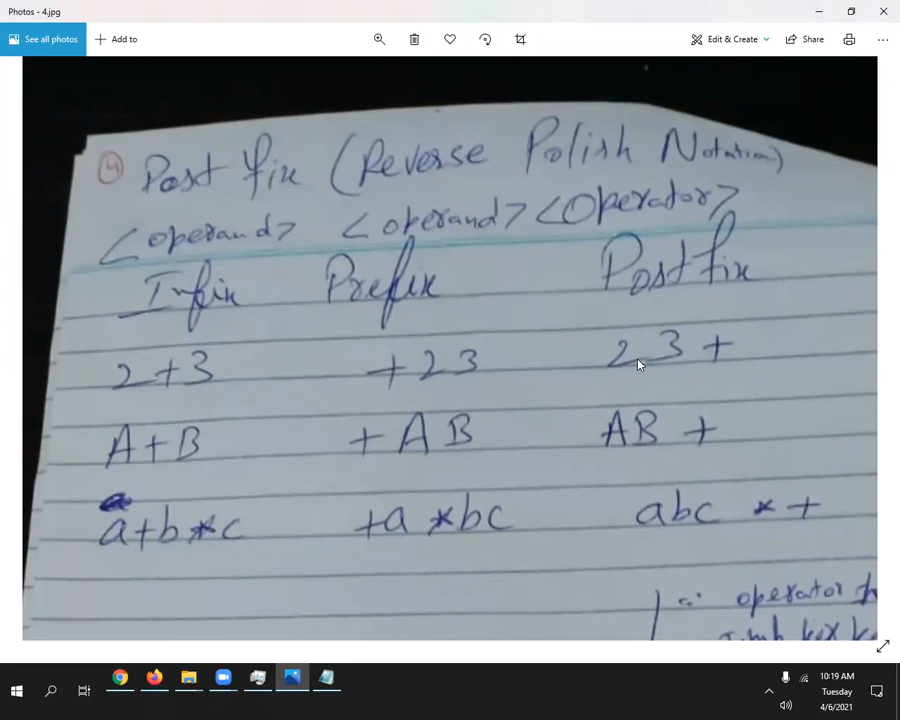 Photos - 4.jpg
See all photos
Add to
Edit & Create
Share
4 Post fix (Reverse Polish Notation)
<operand> <operand> <Operator>
Infix Prefix Postfix
2+3 +23 23+
A+B +AB AB+
a
a+b*c +a*bc abc*+
∵ operator
10:19 AM
Tuesday
4/6/2021